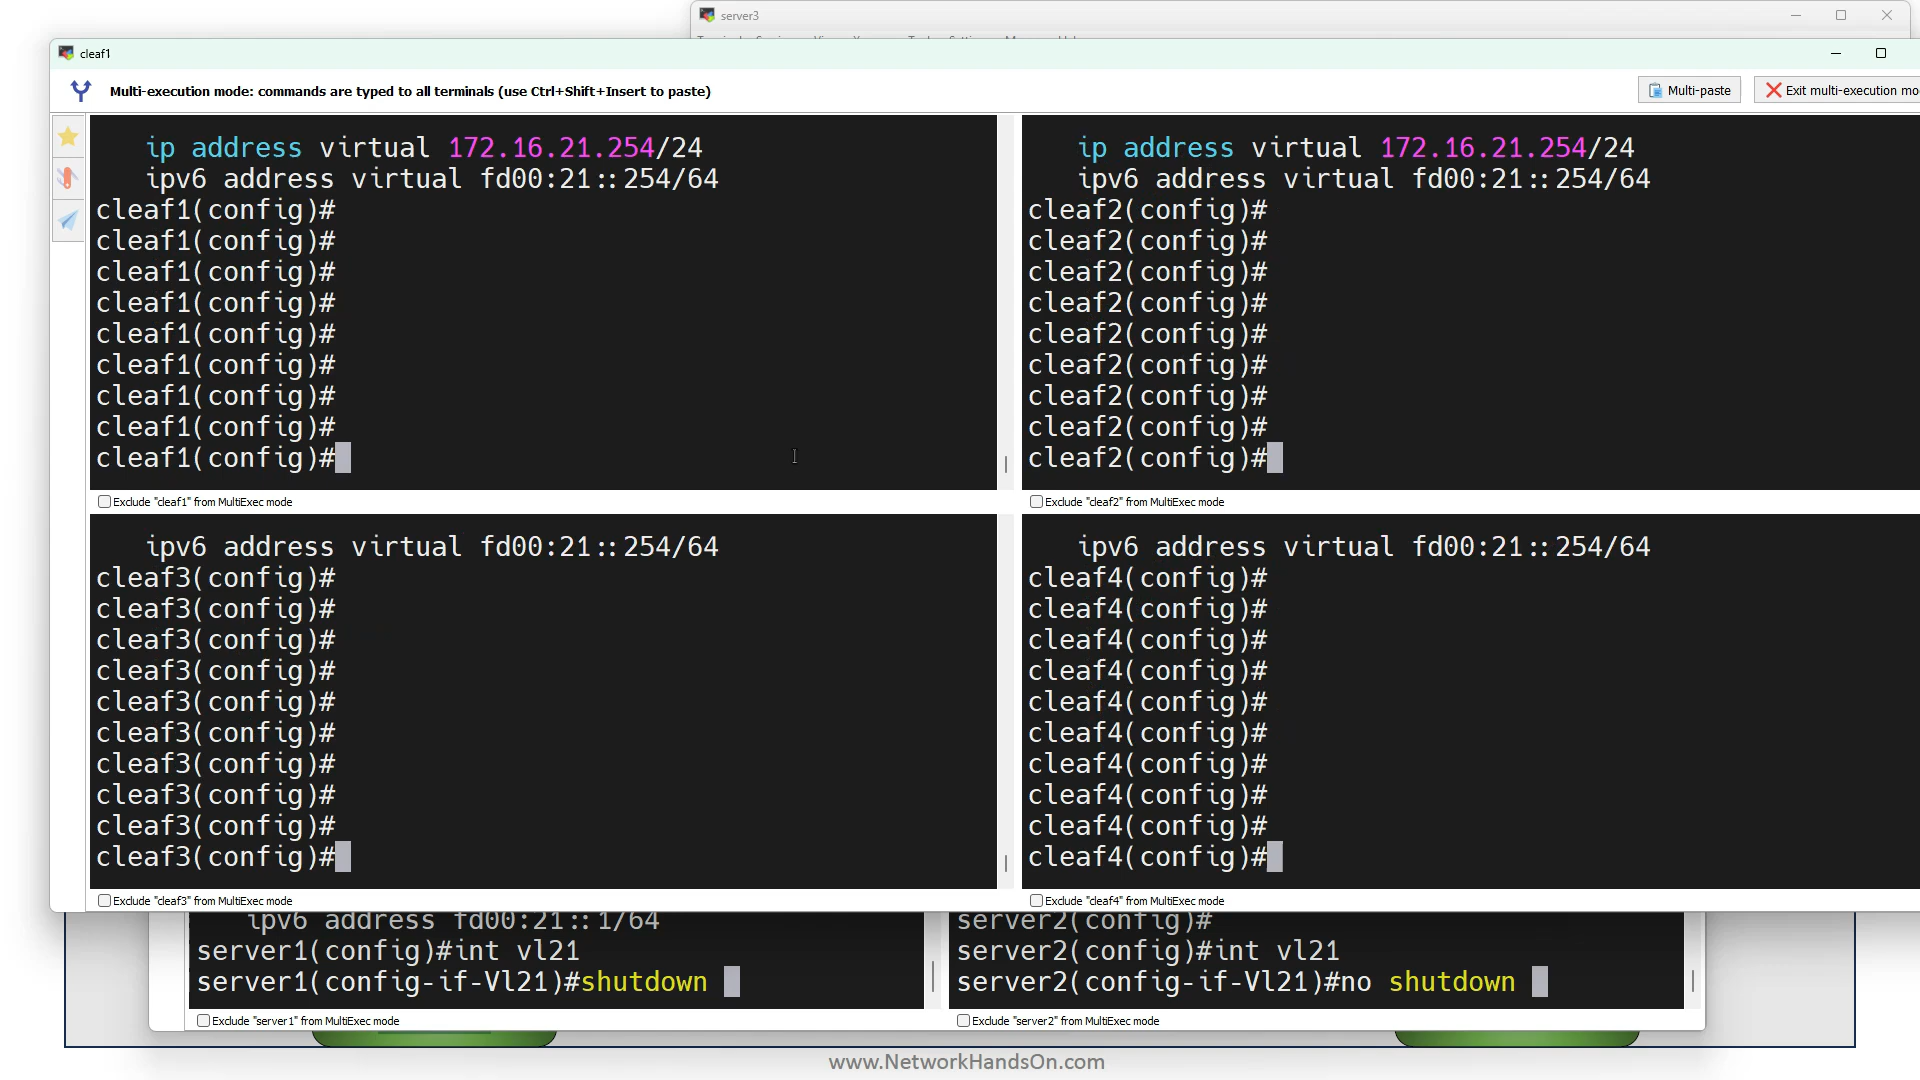 server3
cleaf1
Multi-execution mode: commands are typed to all terminals (use Ctrl+Shift+Insert to paste)
Multi-paste
Exit multi-execution mo
ip address virtual 172.16.21.254/24
ipv6 address virtual fd00:21::254/64
cleaf1(config)#
cleaf1(config)#
cleaf1(config)#
cleaf1(config)#
cleaf1(config)#
cleaf1(config)#
cleaf1(config)#
cleaf1(config)#
cleaf1(config)#
Exclude "cleaf1" from MultiExec mode
ip address virtual 172.16.21.254/24
ipv6 address virtual fd00:21::254/64
cleaf2(config)#
cleaf2(config)#
cleaf2(config)#
cleaf2(config)#
cleaf2(config)#
cleaf2(config)#
cleaf2(config)#
cleaf2(config)#
cleaf2(config)#
Exclude "cleaf2" from MultiExec mode
ipv6 address virtual fd00:21::254/64
cleaf3(config)#
cleaf3(config)#
cleaf3(config)#
cleaf3(config)#
cleaf3(config)#
cleaf3(config)#
cleaf3(config)#
cleaf3(config)#
cleaf3(config)#
cleaf3(config)#
Exclude "cleaf3" from MultiExec mode
ipv6 address virtual fd00:21::254/64
cleaf4(config)#
cleaf4(config)#
cleaf4(config)#
cleaf4(config)#
cleaf4(config)#
cleaf4(config)#
cleaf4(config)#
cleaf4(config)#
cleaf4(config)#
cleaf4(config)#
Exclude "cleaf4" from MultiExec mode
ipv6 address fd00:21::1/64
server1(config)#int vl21
server1(config-if-Vl21)#shutdown
Exclude "server1" from MultiExec mode
server2(config)#
server2(config)#int vl21
server2(config-if-Vl21)#no shutdown
Exclude "server2" from MultiExec mode
www.NetworkHandsOn.com